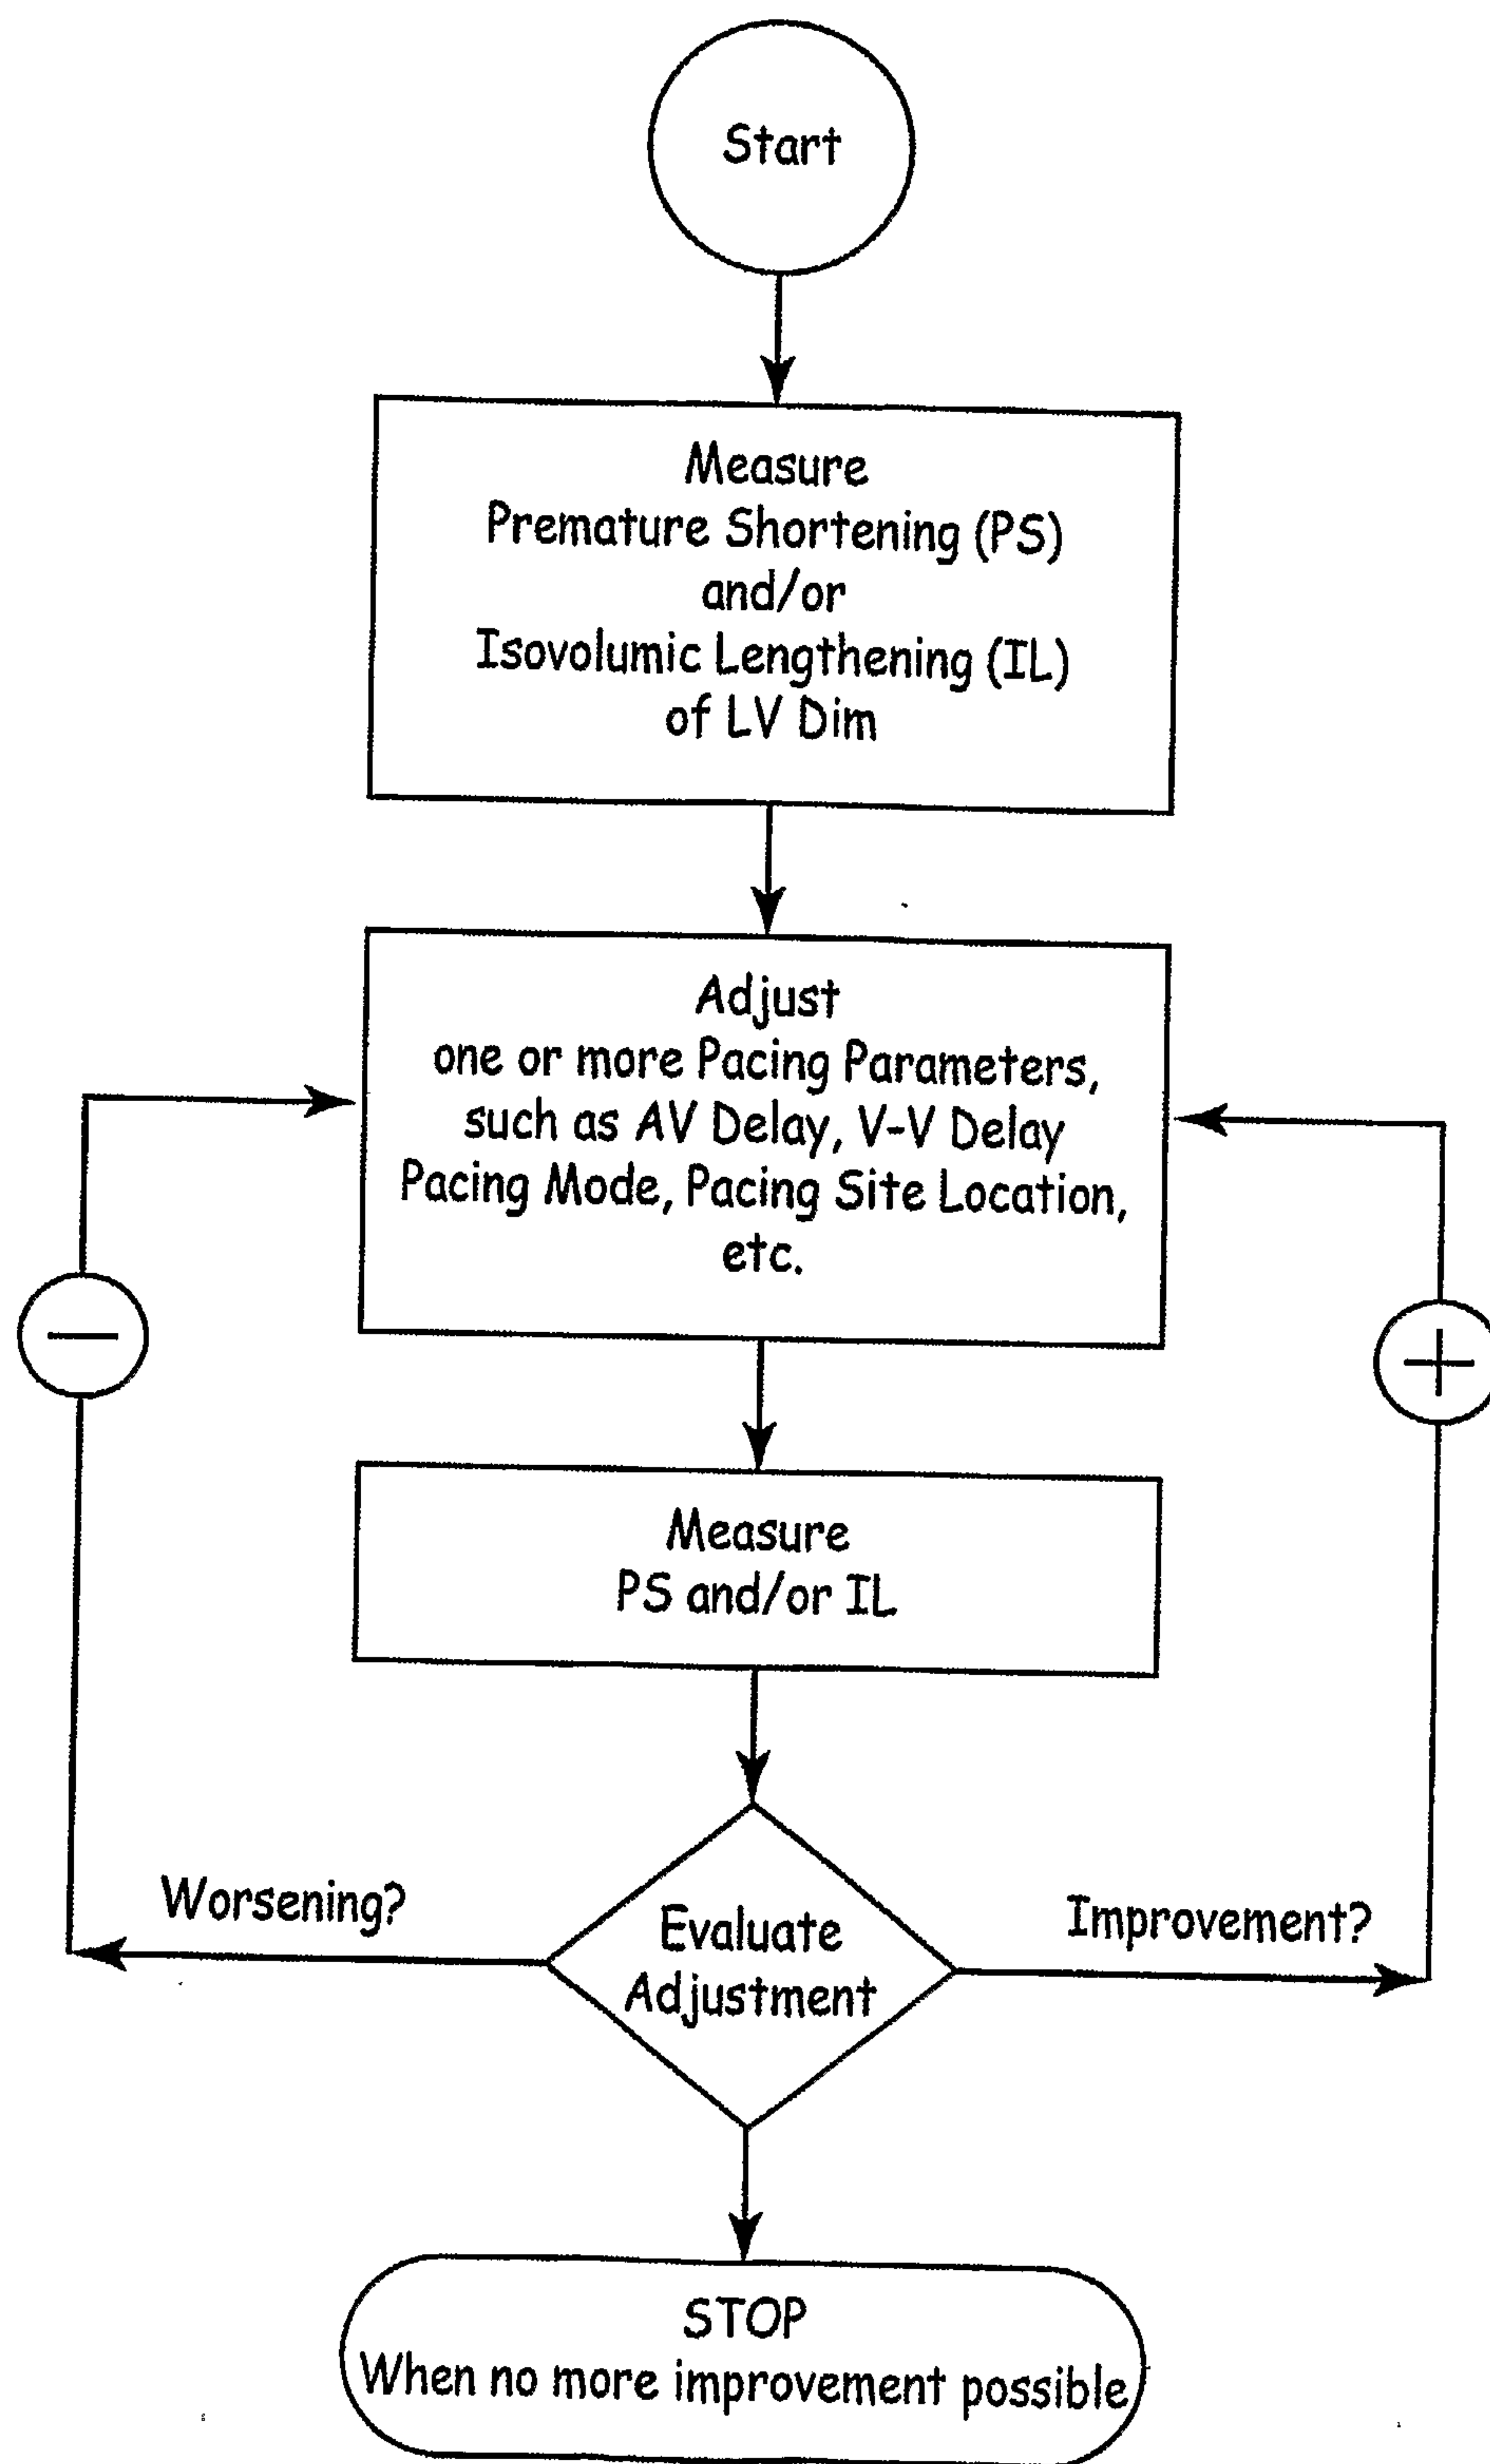 Start
Measure
Premature Shortening (PS)
and/or
Isovolumic Lengthening (IL)
of LV Dim
Adjust
one or more Pacing Parameters,
such as AV Delay, V-V Delay
Pacing Mode, Pacing Site Location,
etc.
—
+
Measure
PS and/or IL
Worsening?
Evaluate
Adjustment
Improvement?
STOP
When no more improvement possible